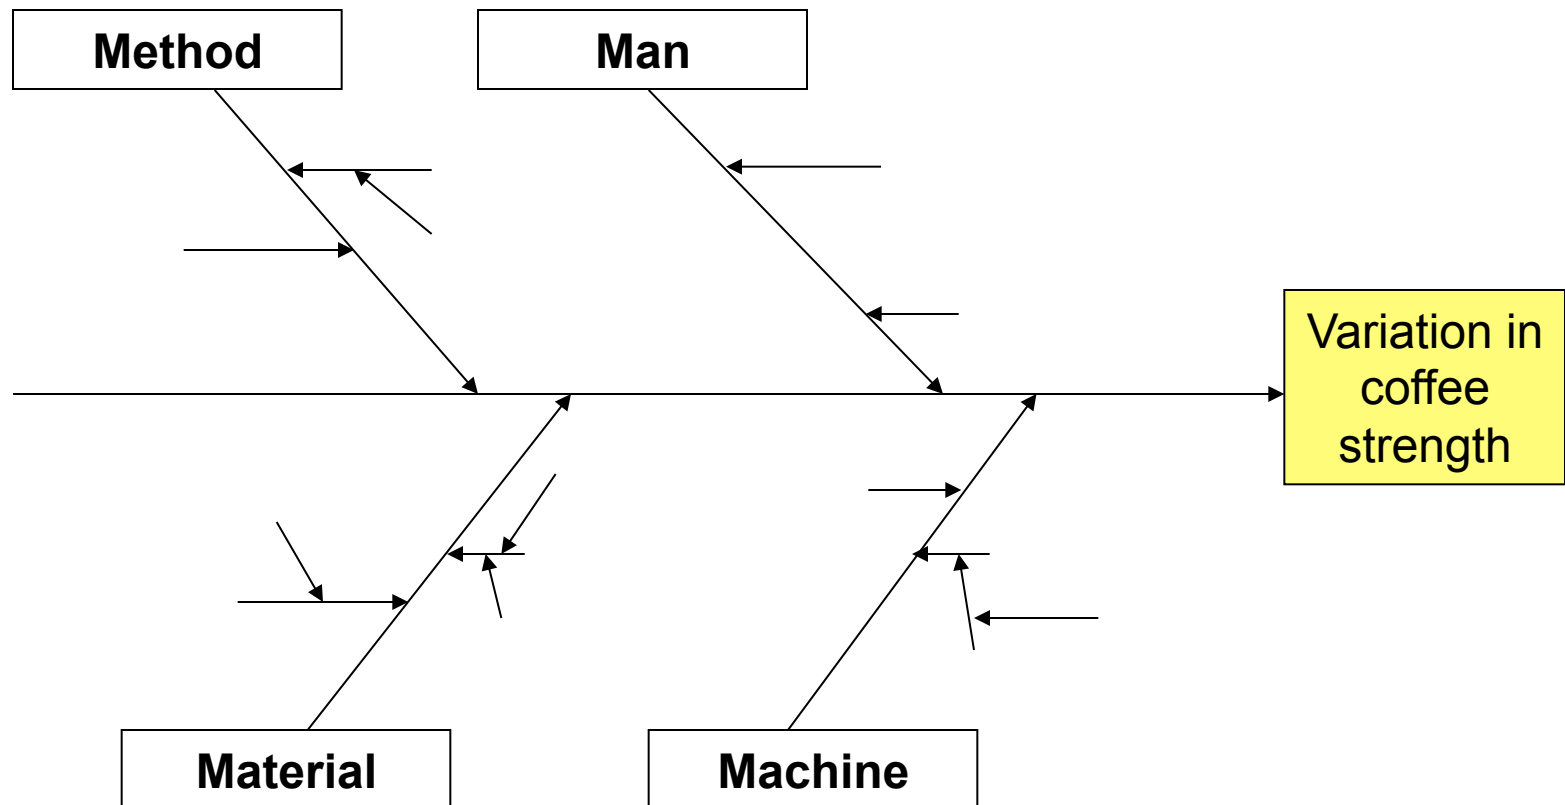 Method
Man
Variation in
coffee
strength
Material
Machine